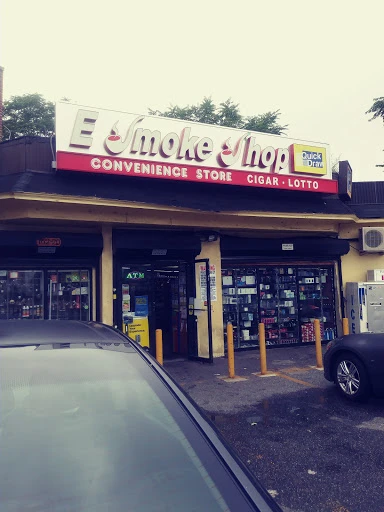 E Smoke Shop
Quick Draw
CONVENIENCE STORE CIGAR - LOTTO
ATM